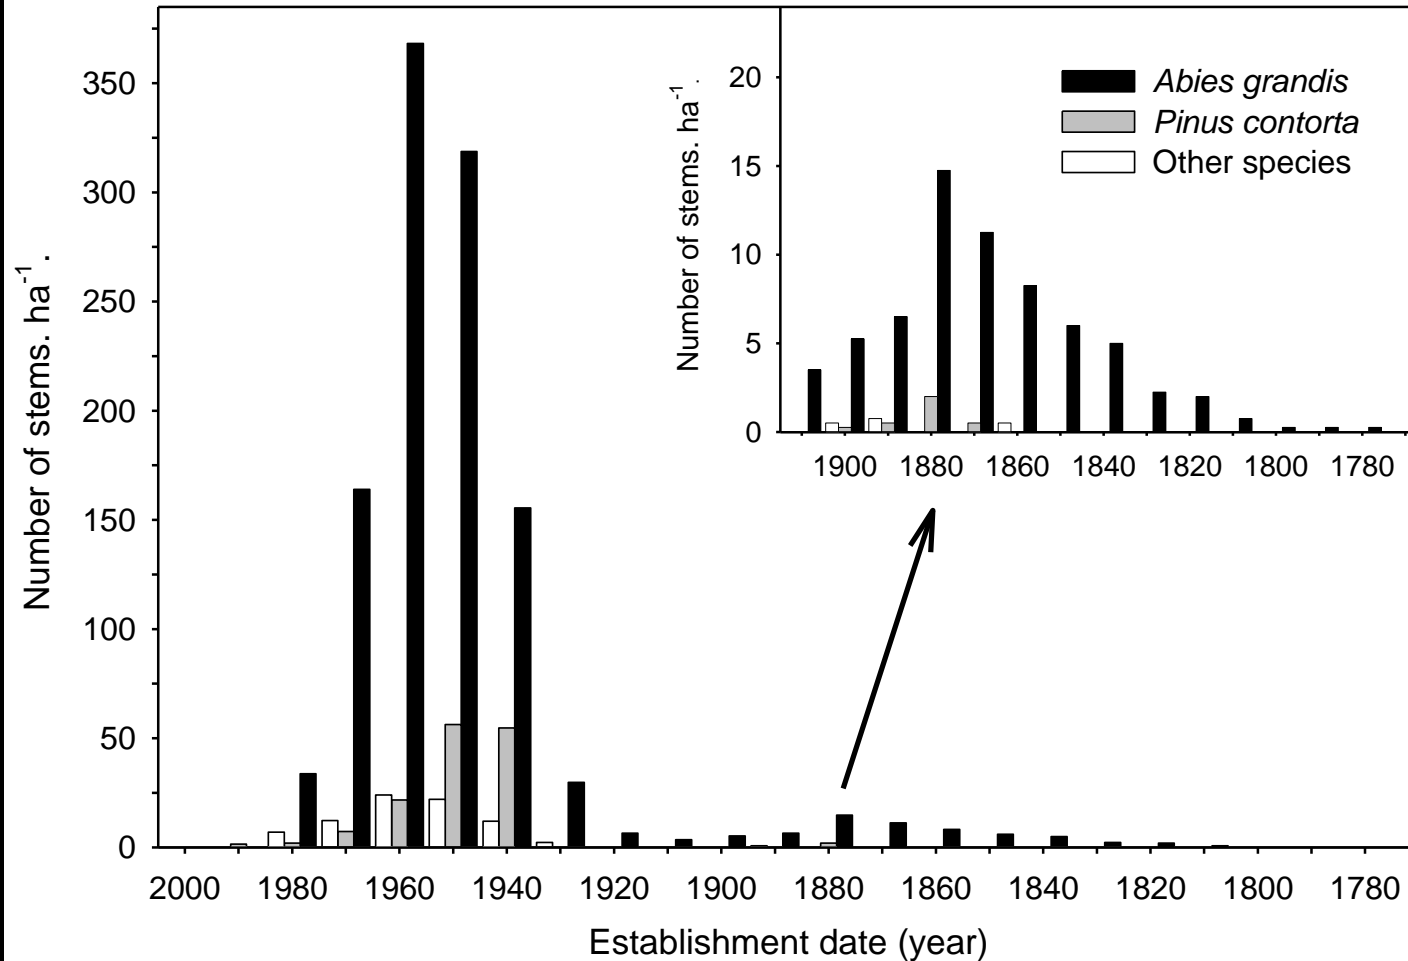 350
300
250
200
150
100
50
0
Number of stems. ha-1 .
2000 1980 1960 1940 1920 1900 1880 1860 1840 1820 1800 1780
Establishment date (year)
20
15
10
5
0
Number of stems. ha-1 .
1900 1880 1860 1840 1820 1800 1780
Abies grandis
Pinus contorta
Other species